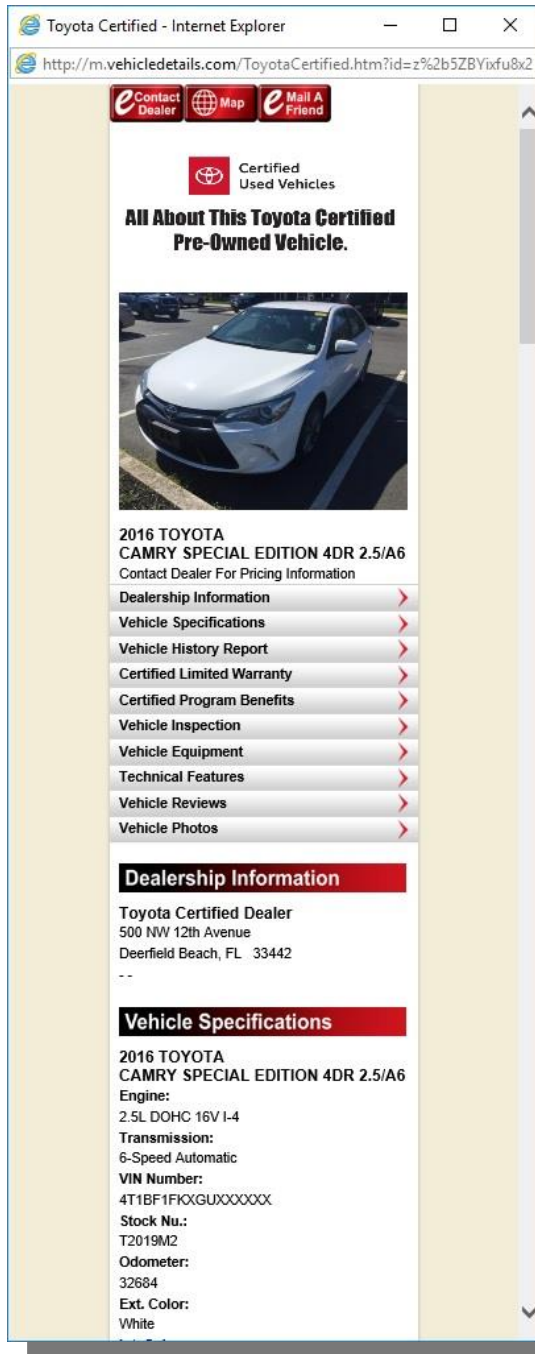 Toyota Certified - Internet Explorer
http://m.vehicledetails.com/ToyotaCertified.htm?id=z%2b5ZBYixfu8x2
e Contact Dealer
Map
e Mail A Friend
Certified
Used Vehicles
All About This Toyota Certified
Pre-Owned Vehicle.
2016 TOYOTA
CAMRY SPECIAL EDITION 4DR 2.5/A6
Contact Dealer For Pricing Information
Dealership Information
Vehicle Specifications
Vehicle History Report
Certified Limited Warranty
Certified Program Benefits
Vehicle Inspection
Vehicle Equipment
Technical Features
Vehicle Reviews
Vehicle Photos
Dealership Information
Toyota Certified Dealer
500 NW 12th Avenue
Deerfield Beach, FL 33442
- -
Vehicle Specifications
2016 TOYOTA
CAMRY SPECIAL EDITION 4DR 2.5/A6
Engine:
2.5L DOHC 16V I-4
Transmission:
6-Speed Automatic
VIN Number:
4T1BF1FKXGUXXXXXX
Stock Nu.:
T2019M2
Odometer:
32684
Ext. Color:
White